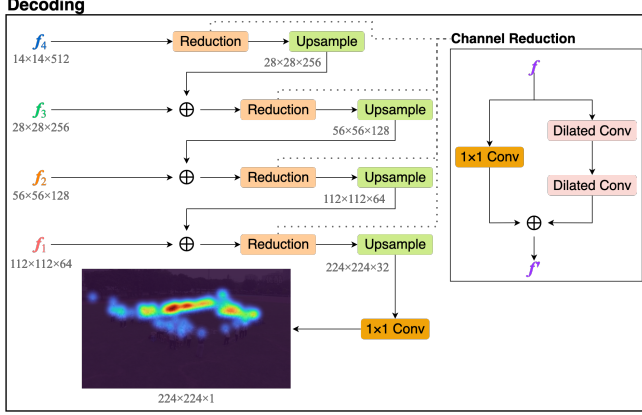 Decoding
f4 Reduction Upsample
14×14×512
28×28×256
f3 ⊕ Reduction Upsample
28×28×256
56×56×128
f2 ⊕ Reduction Upsample
56×56×128
112×112×64
f1 ⊕ Reduction Upsample
112×112×64
224×224×32
1×1 Conv
224×224×1
Channel Reduction
f
Dilated Conv
1×1 Conv
Dilated Conv
⊕
f'